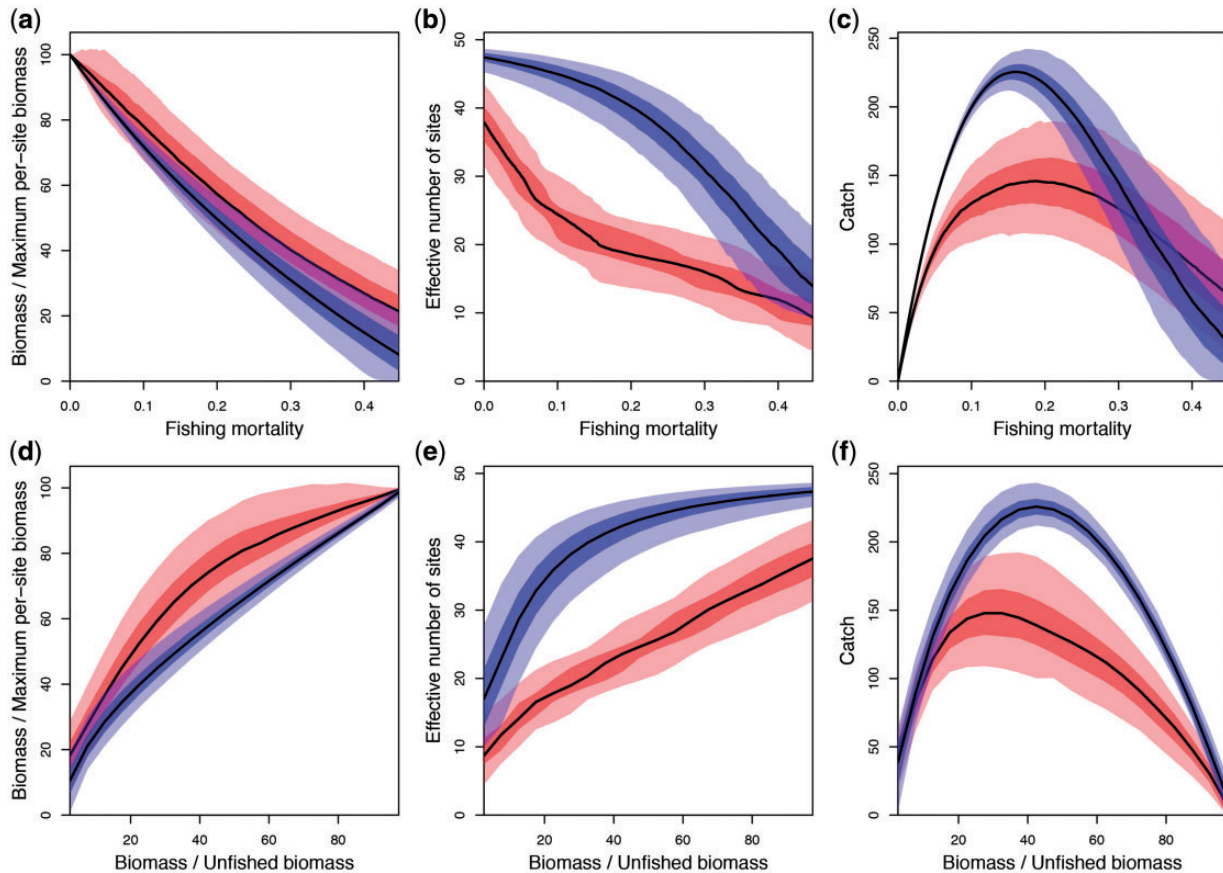 (a)
Biomass / Maximum per-site biomass
100
80
60
40
20
0
0.0 0.1 0.2 0.3 0.4
Fishing mortality
(b)
Effective number of sites
50
40
30
20
10
0
0.0 0.1 0.2 0.3 0.4
Fishing mortality
(c)
Catch
250
200
150
100
50
0
0.0 0.1 0.2 0.3 0.4
Fishing mortality
(d)
Biomass / Maximum per-site biomass
100
80
60
40
20
0
20 40 60 80
Biomass / Unfished biomass
(e)
Effective number of sites
50
40
30
20
10
0
20 40 60 80
Biomass / Unfished biomass
(f)
Catch
250
200
150
100
50
0
20 40 60 80
Biomass / Unfished biomass